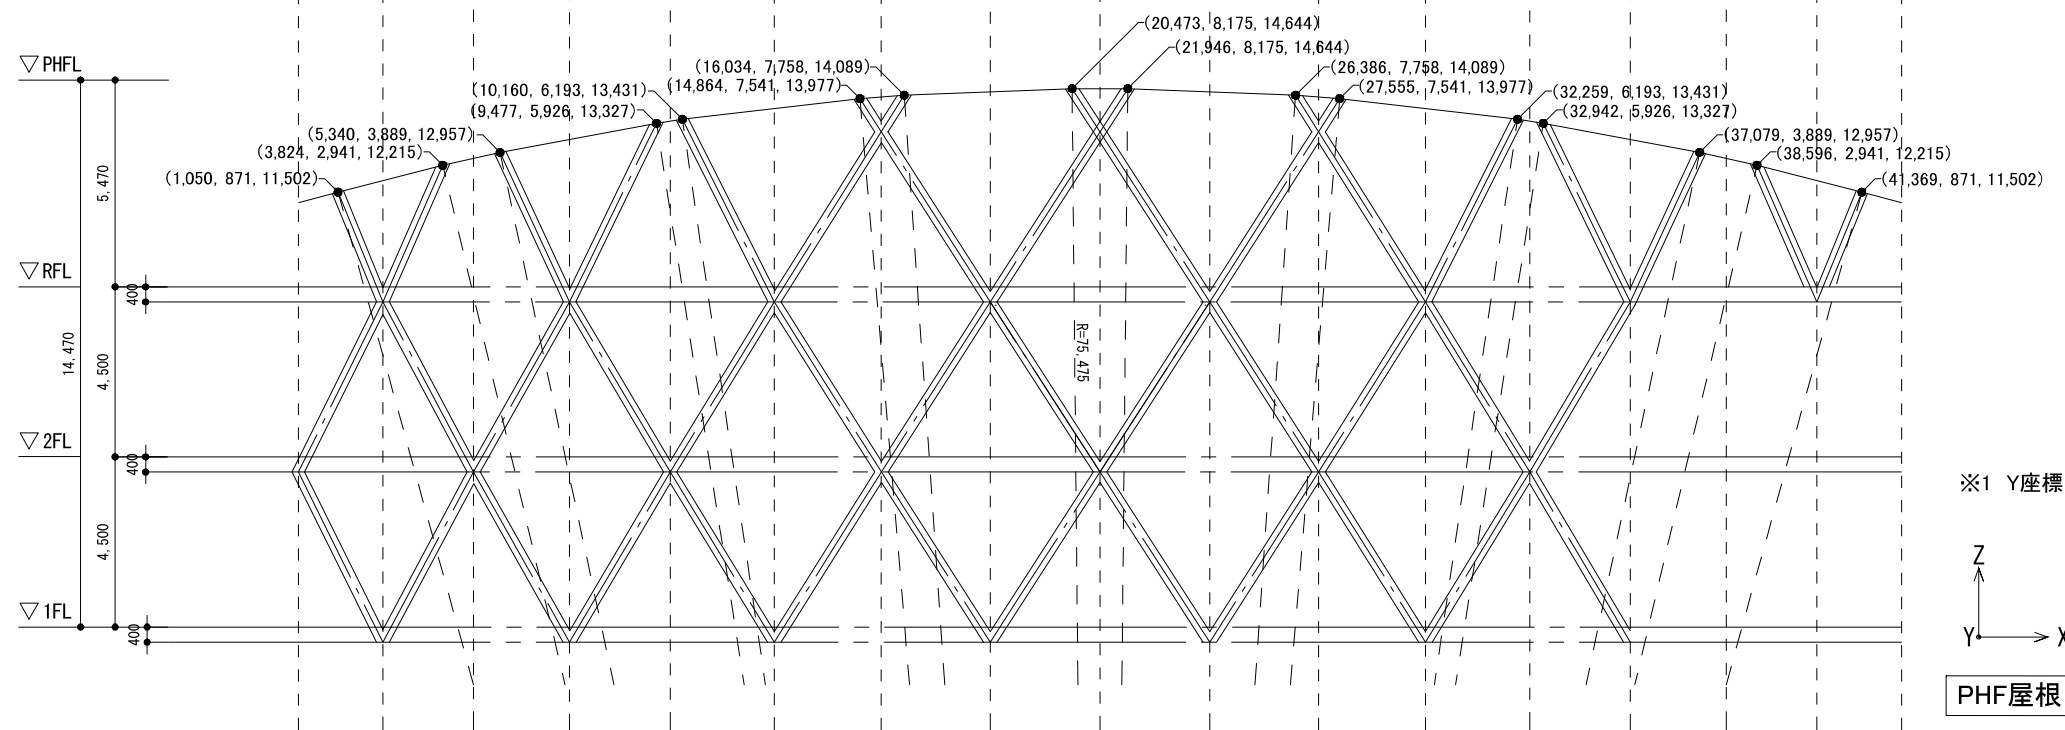 (20,473, 8,175, 14,644)
(21,946, 8,175, 14,644)
▽PHFL
(16,034, 7,758, 14,089)
(26,386, 7,758, 14,089)
(14,864, 7,541, 13,977)
(27,555, 7,541, 13,977)
(10,160, 6,193, 13,431)
(32,259, 6,193, 13,431)
(9,477, 5,926, 13,327)
(32,942, 5,926, 13,327)
(5,340, 3,889, 12,957)
(37,079, 3,889, 12,957)
(3,824, 2,941, 12,215)
(38,596, 2,941, 12,215)
(1,050, 871, 11,502)
(41,369, 871, 11,502)
5,470
▽RFL
400
14,470
4,500
R=75,475
▽2FL
400
※1 Y座標
4,500
Z
▽1FL
400
Y
X
PHF屋根